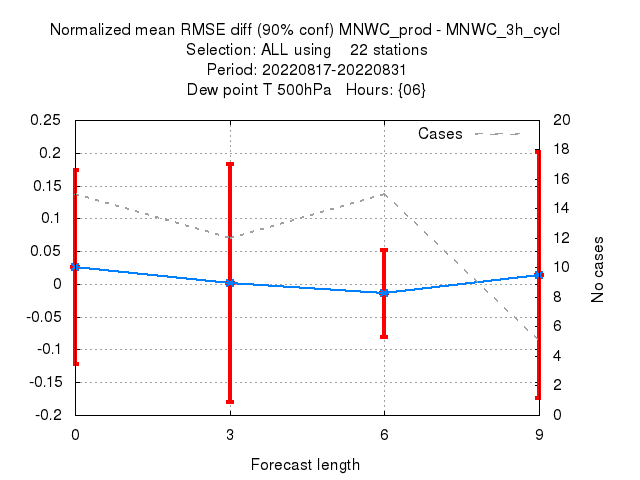 Normalized mean RMSE diff (90% conf) MNWC_prod - MNWC_3h_cycl
Selection: ALL using    22 stations
Period: 20220817-20220831
Dew point T 500hPa   Hours: {06}
Cases
0.25
0.2
0.15
0.1
0.05
0
-0.05
-0.1
-0.15
-0.2
20
18
16
14
12
10
8
6
4
2
0
No cases
0 3 6 9
Forecast length